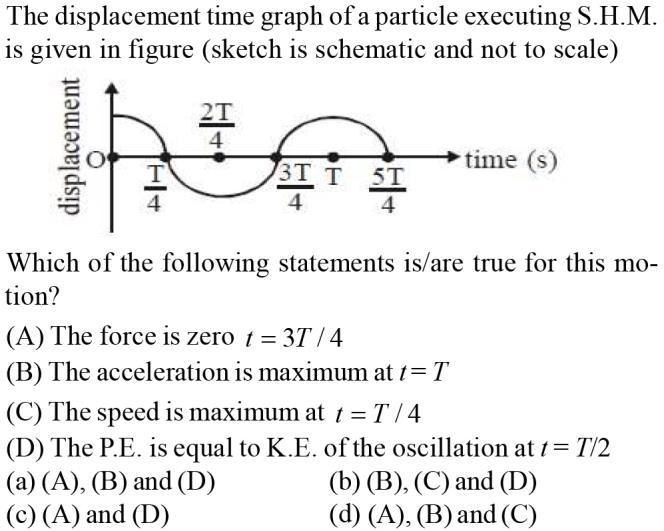 The displacement time graph of a particle executing S.H.M.
is given in figure (sketch is schematic and not to scale)
displacement
2T
4
O
T
4
3T
4
T
5T
4
time (s)
Which of the following statements is/are true for this mo-
tion?
(A) The force is zero t = 3T / 4
(B) The acceleration is maximum at t = T
(C) The speed is maximum at t = T / 4
(D) The P.E. is equal to K.E. of the oscillation at t = T/2
(a) (A), (B) and (D) (b) (B), (C) and (D)
(c) (A) and (D) (d) (A), (B) and (C)